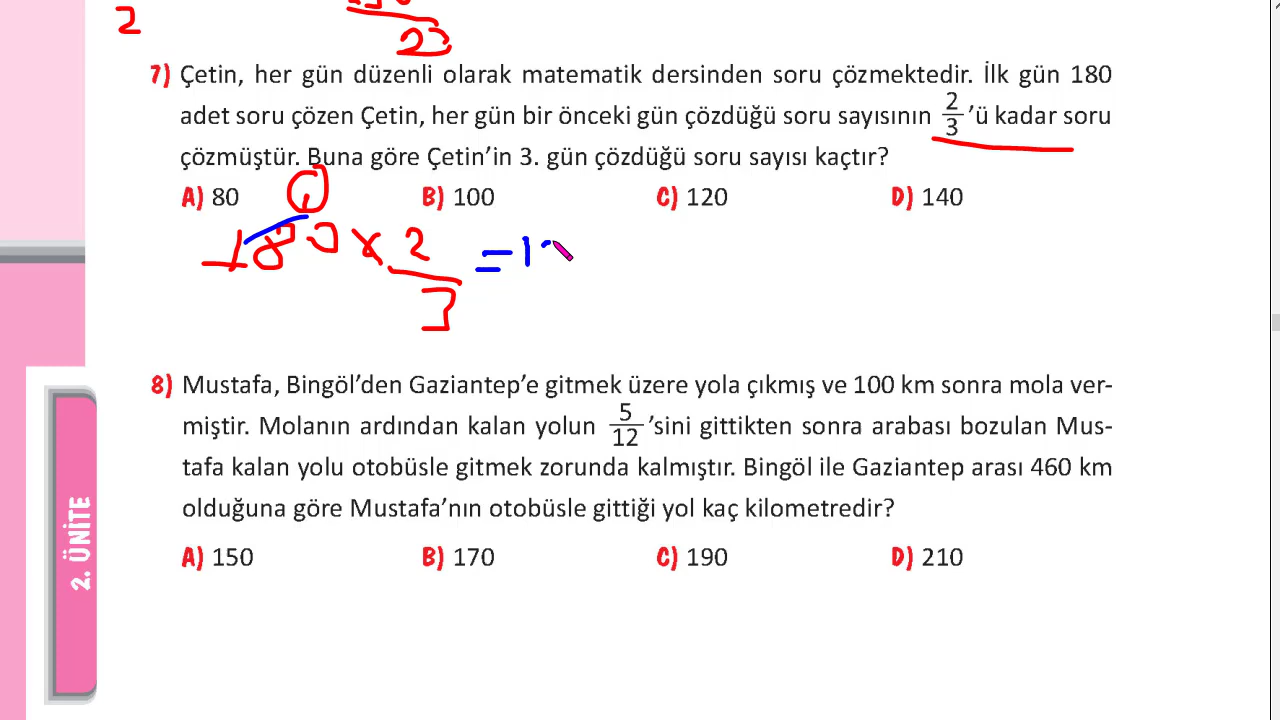 2
23
7) Çetin, her gün düzenli olarak matematik dersinden soru çözmektedir. İlk gün 180
adet soru çözen Çetin, her gün bir önceki gün çözdüğü soru sayısının 2/3 'ü kadar soru
çözmüştür. Buna göre Çetin'in 3. gün çözdüğü soru sayısı kaçtır?
A) 80 B) 100 C) 120 D) 140
180 x 2/3 = 1
8) Mustafa, Bingöl'den Gaziantep'e gitmek üzere yola çıkmış ve 100 km sonra mola ver-
miştir. Molanın ardından kalan yolun 5/12 'sini gittikten sonra arabası bozulan Mus-
tafa kalan yolu otobüsle gitmek zorunda kalmıştır. Bingöl ile Gaziantep arası 460 km
olduğuna göre Mustafa'nın otobüsle gittiği yol kaç kilometredir?
A) 150 B) 170 C) 190 D) 210
2. ÜNİTE